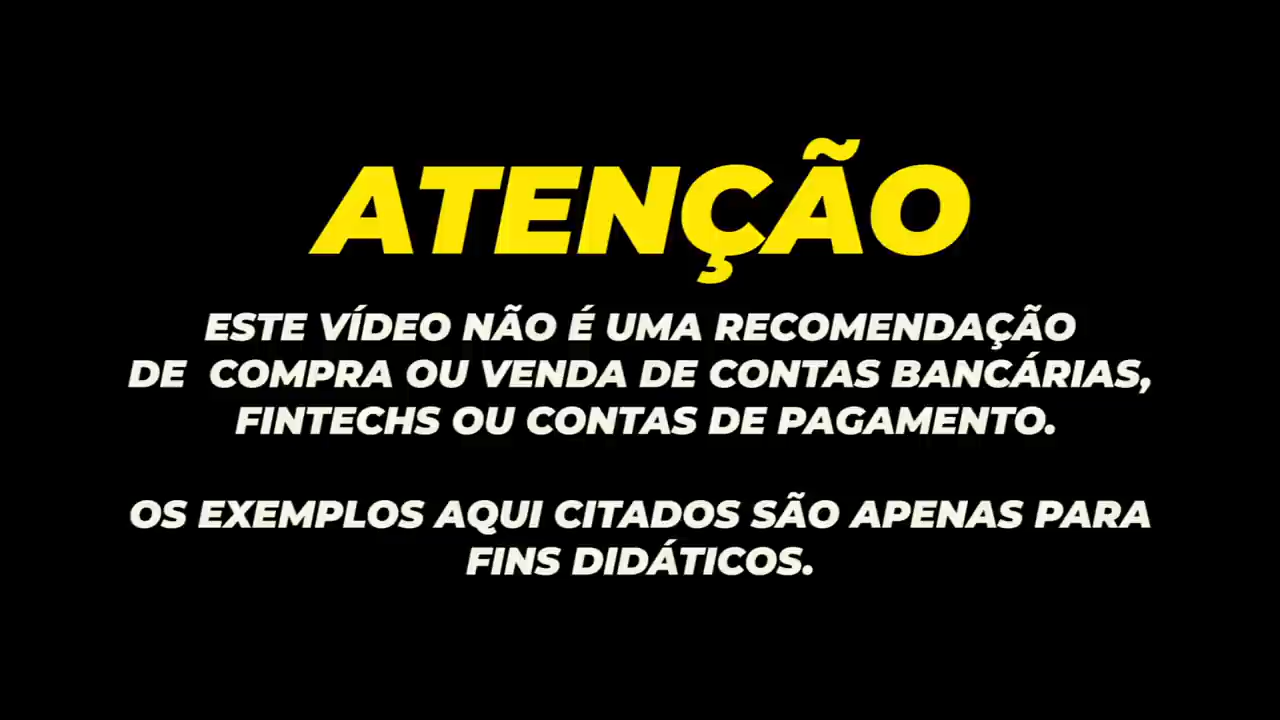 ATENÇÃO
ESTE VÍDEO NÃO É UMA RECOMENDAÇÃO
DE COMPRA OU VENDA DE CONTAS BANCÁRIAS,
FINTECHS OU CONTAS DE PAGAMENTO.
OS EXEMPLOS AQUI CITADOS SÃO APENAS PARA
FINS DIDÁTICOS.